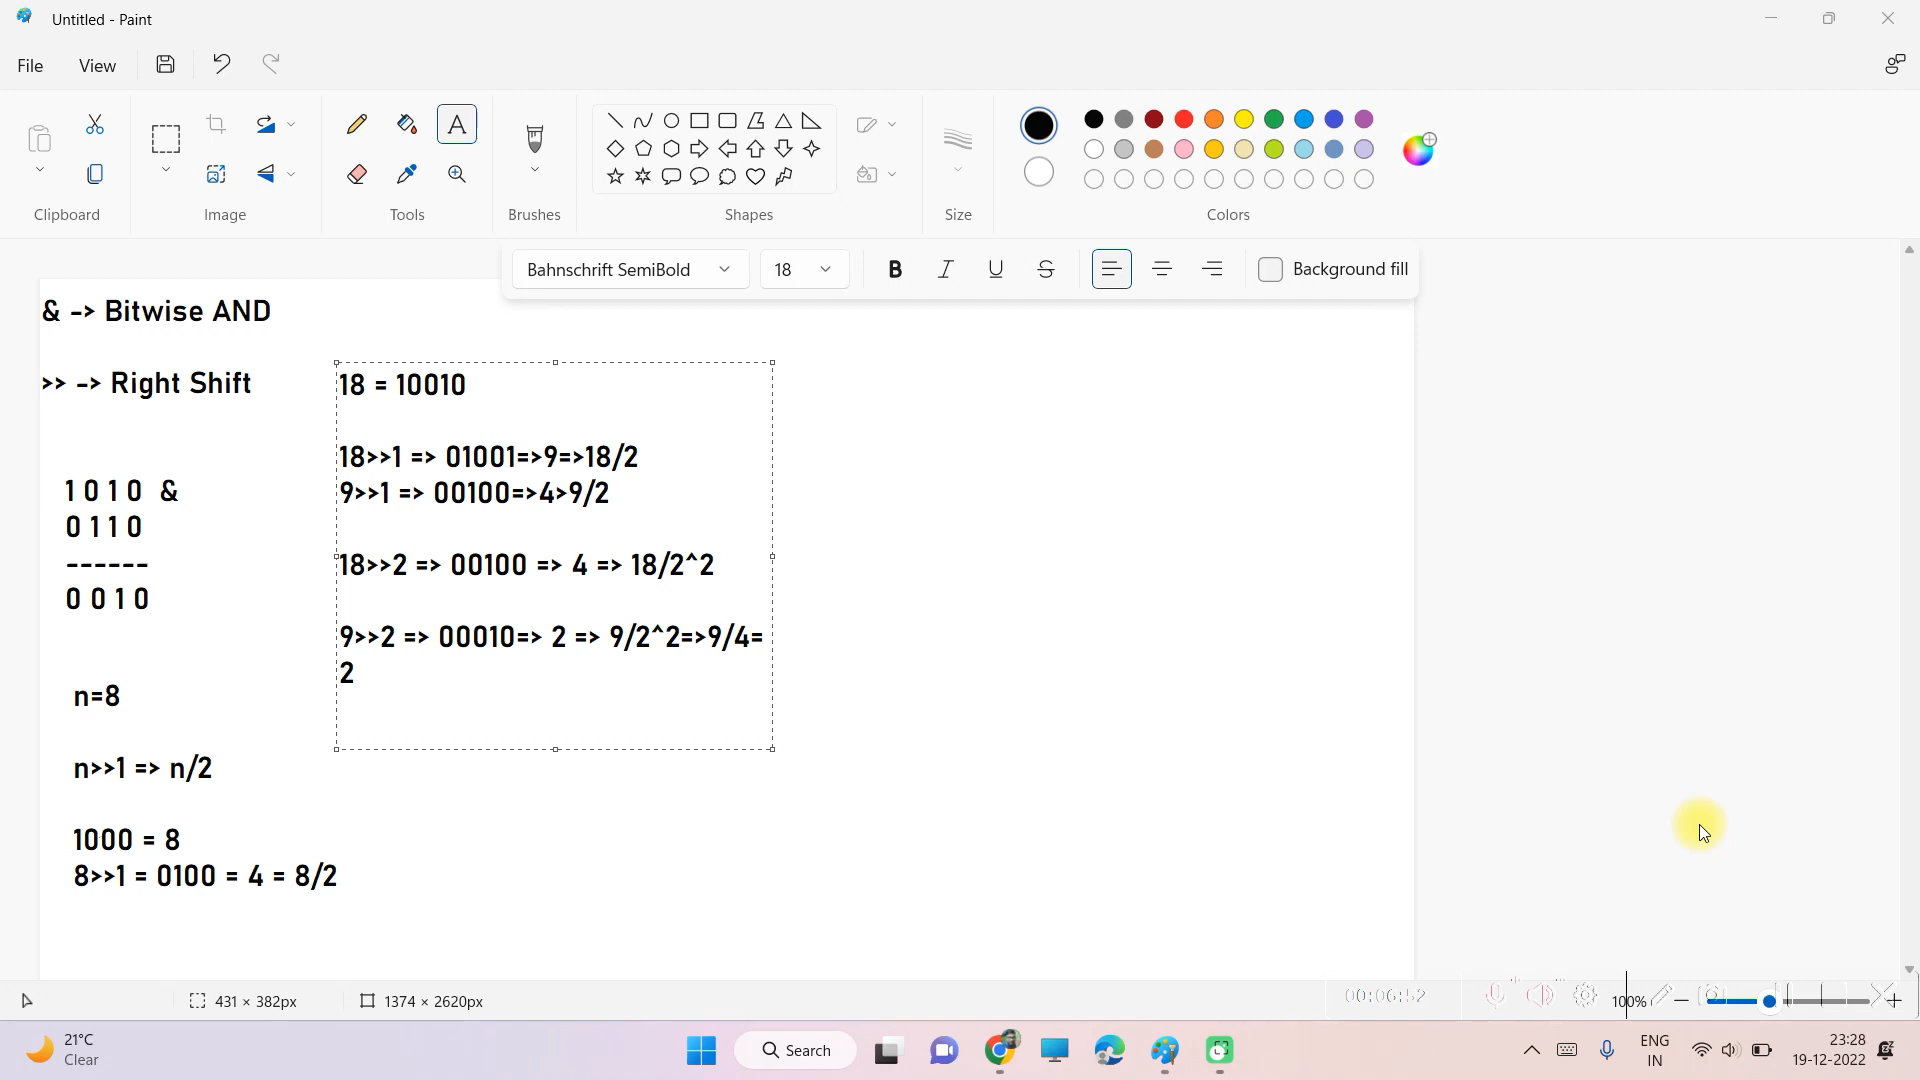 Untitled - Paint
File View
Clipboard Image Tools Brushes Shapes Size Colors
Bahnschrift SemiBold 18 B I U S Background fill
& -> Bitwise AND
>> -> Right Shift
1 0 1 0 &
0 1 1 0
------
0 0 1 0
n=8
n>>1 => n/2
1000 = 8
8>>1 = 0100 = 4 = 8/2
18 = 10010
18>>1 => 01001=>9=>18/2
9>>1 => 00100=>4>9/2
18>>2 => 00100 => 4 => 18/2^2
9>>2 => 00010=> 2 => 9/2^2=>9/4=
2
431 × 382px 1374 × 2620px 00:06:52 100%
21°C
Clear
Search
ENG
IN
23:28
19-12-2022